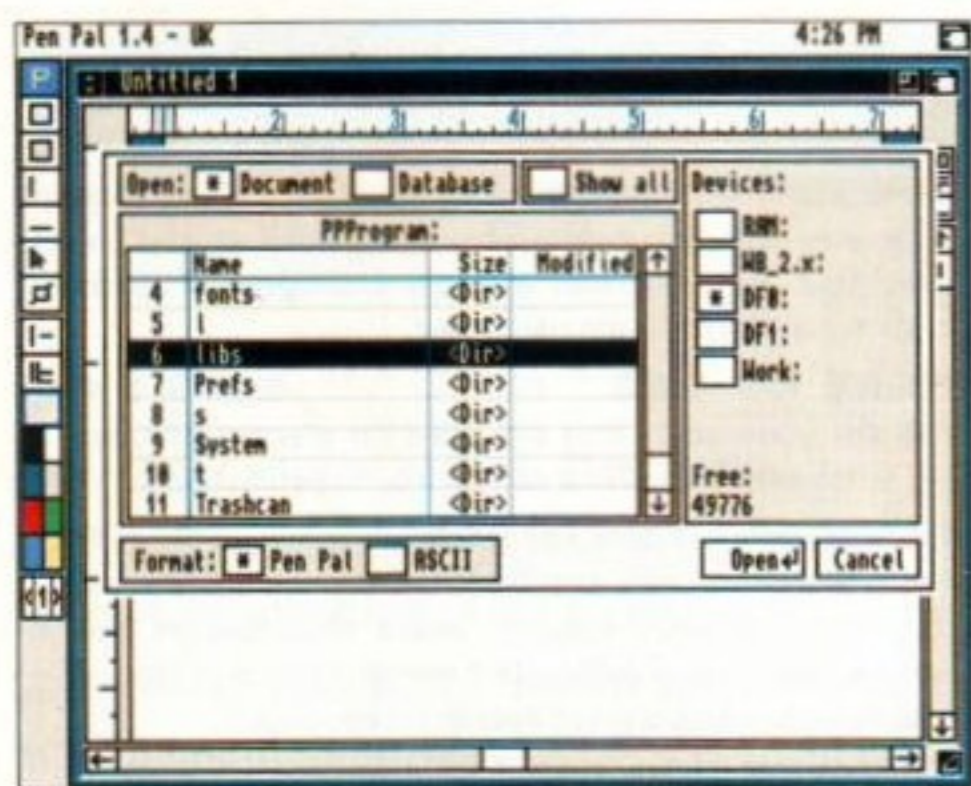 Pen Pal 1.4 - UK 4:26 PM
P Untitled 1
2 3 4 5 6 7
Open: * Document Database Show all Devices:
PPProgram: RAM:
Name Size Modified WB_2.x:
4 fonts <Dir> * DF0:
5 l <Dir> DF1:
6 libs <Dir> Work:
7 Prefs <Dir>
8 s <Dir>
9 System <Dir>
10 t <Dir> Free:
11 Trashcan <Dir> 49776
Format: * Pen Pal ASCII Open Cancel
<1>